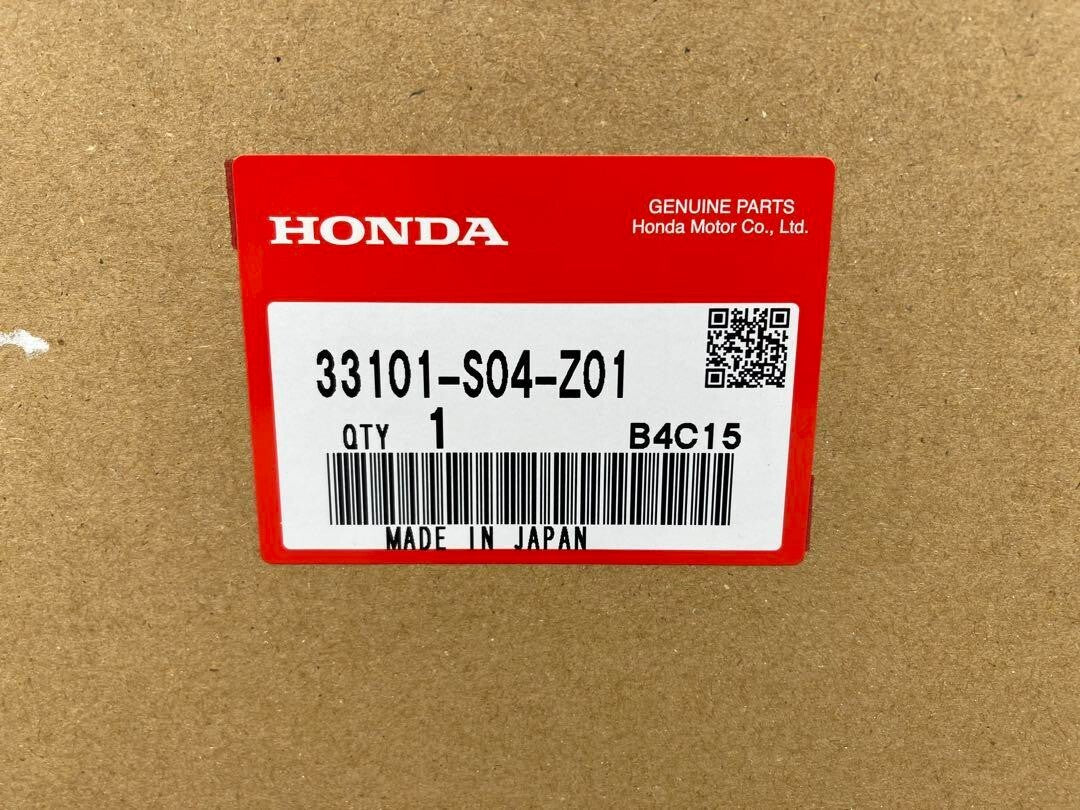 HONDA
GENUINE PARTS
Honda Motor Co., Ltd.
33101-S04-Z01
QTY 1 B4C15
MADE IN JAPAN